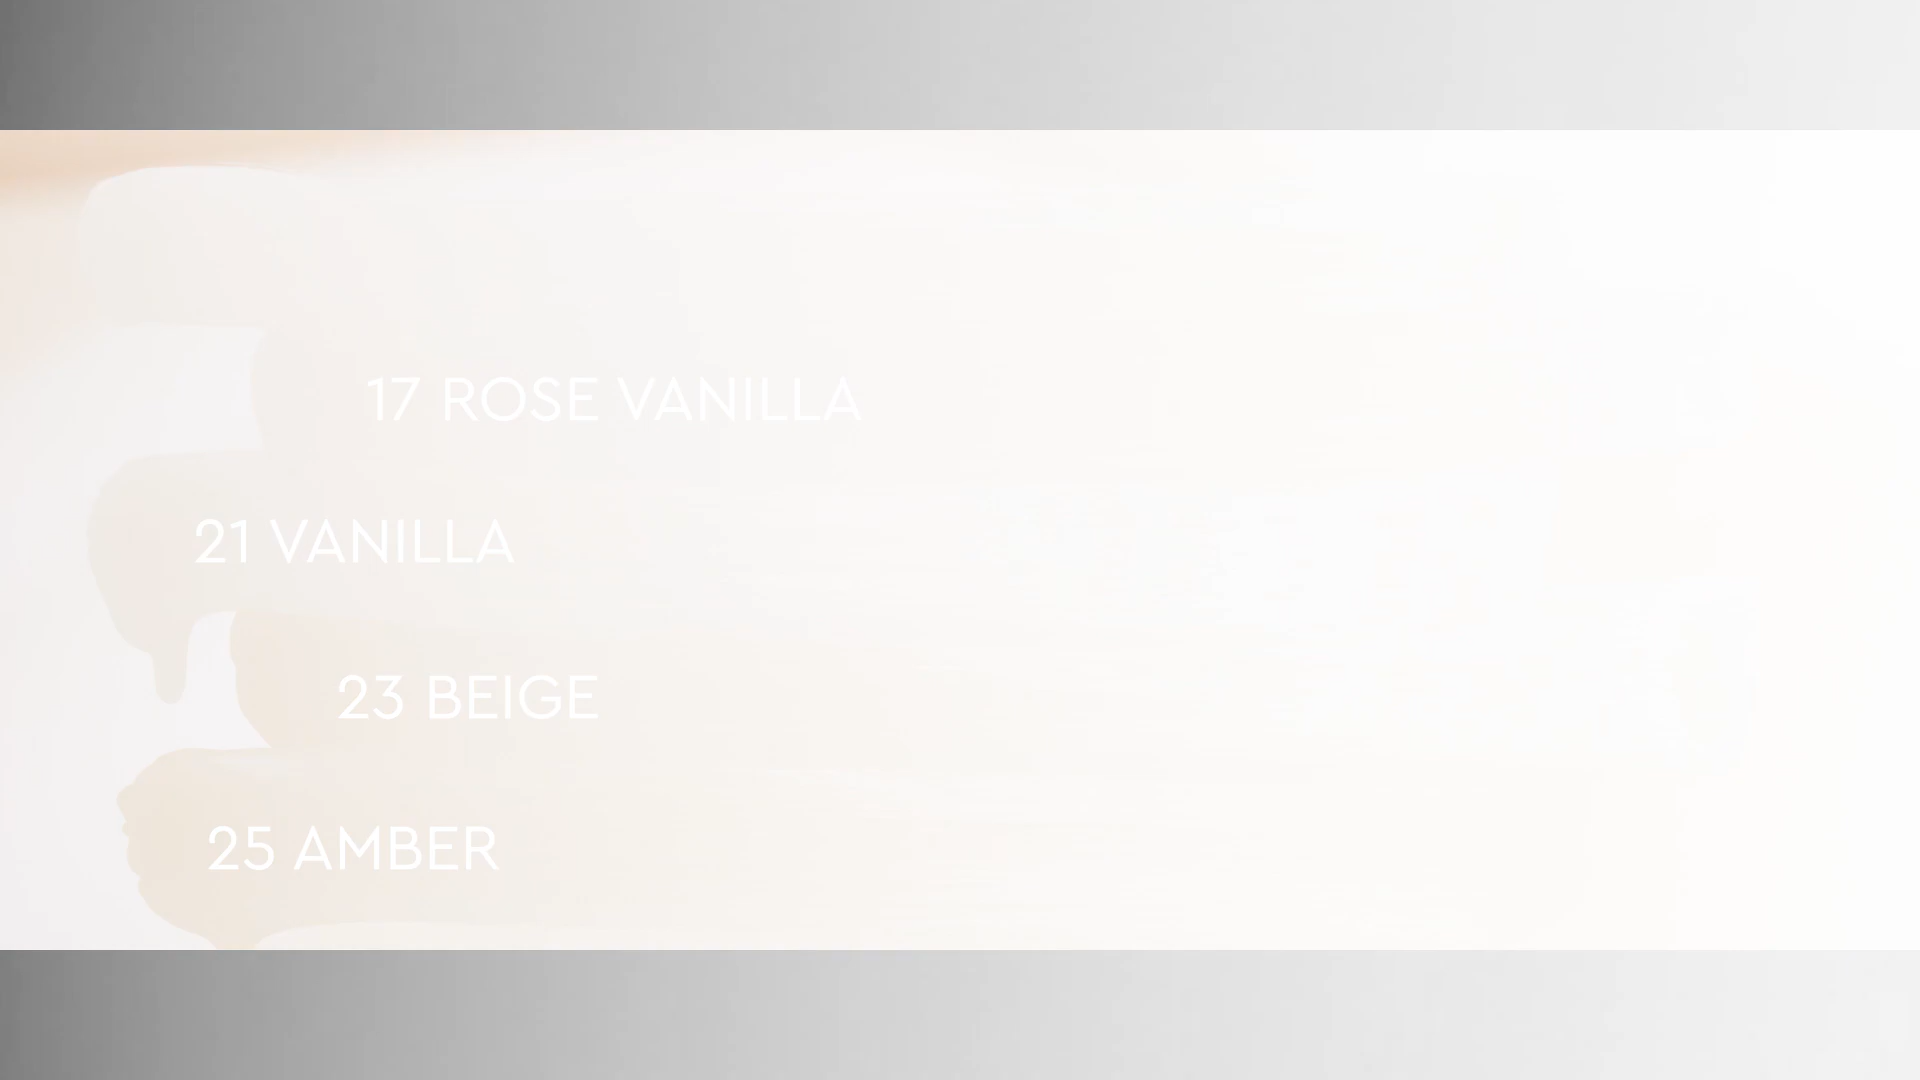 17 ROSE VANILLA
21 VANILLA
23 BEIGE
25 AMBER